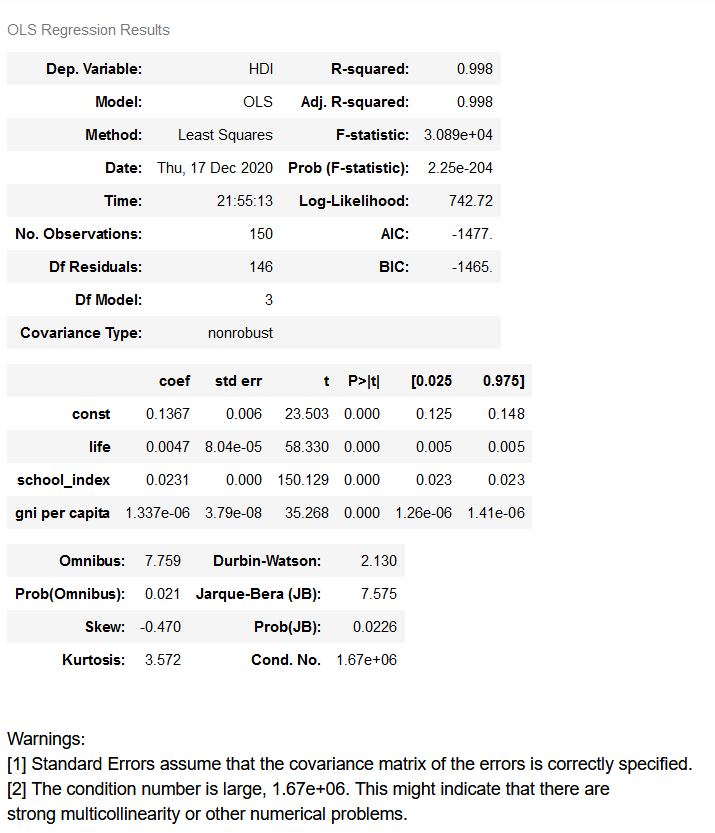 OLS Regression Results
Dep. Variable: HDI R-squared: 0.998
Model: OLS Adj. R-squared: 0.998
Method: Least Squares F-statistic: 3.089e+04
Date: Thu, 17 Dec 2020 Prob (F-statistic): 2.25e-204
Time: 21:55:13 Log-Likelihood: 742.72
No. Observations: 150 AIC: -1477.
Df Residuals: 146 BIC: -1465.
Df Model: 3
Covariance Type: nonrobust
coef std err t P>|t| [0.025 0.975]
const 0.1367 0.006 23.503 0.000 0.125 0.148
life 0.0047 8.04e-05 58.330 0.000 0.005 0.005
school_index 0.0231 0.000 150.129 0.000 0.023 0.023
gni per capita 1.337e-06 3.79e-08 35.268 0.000 1.26e-06 1.41e-06
Omnibus: 7.759 Durbin-Watson: 2.130
Prob(Omnibus): 0.021 Jarque-Bera (JB): 7.575
Skew: -0.470 Prob(JB): 0.0226
Kurtosis: 3.572 Cond. No. 1.67e+06
Warnings:
[1] Standard Errors assume that the covariance matrix of the errors is correctly specified.
[2] The condition number is large, 1.67e+06. This might indicate that there are
strong multicollinearity or other numerical problems.